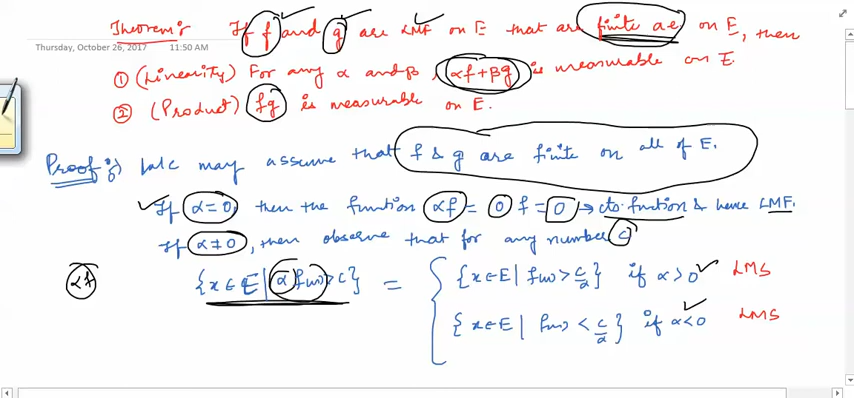 Theorem: If f and g are LMF on E that are finite a.e. on E, then
Thursday, October 26, 2017 11:50 AM
① (Linearity) For any α and β, αf + βg is measurable on E.
② (Product) fg is measurable on E.
Proof: We may assume that f & g are finite on all of E.
If α = 0, then the function αf = 0 f = 0 → cts function & hence LMF.
If α ≠ 0, then observe that for any number c
αf {x ∈ E | α f(x) > c} = { {x ∈ E | f(x) > c/α} if α > 0 LMS
{x ∈ E | f(x) < c/α} if α < 0 LMS